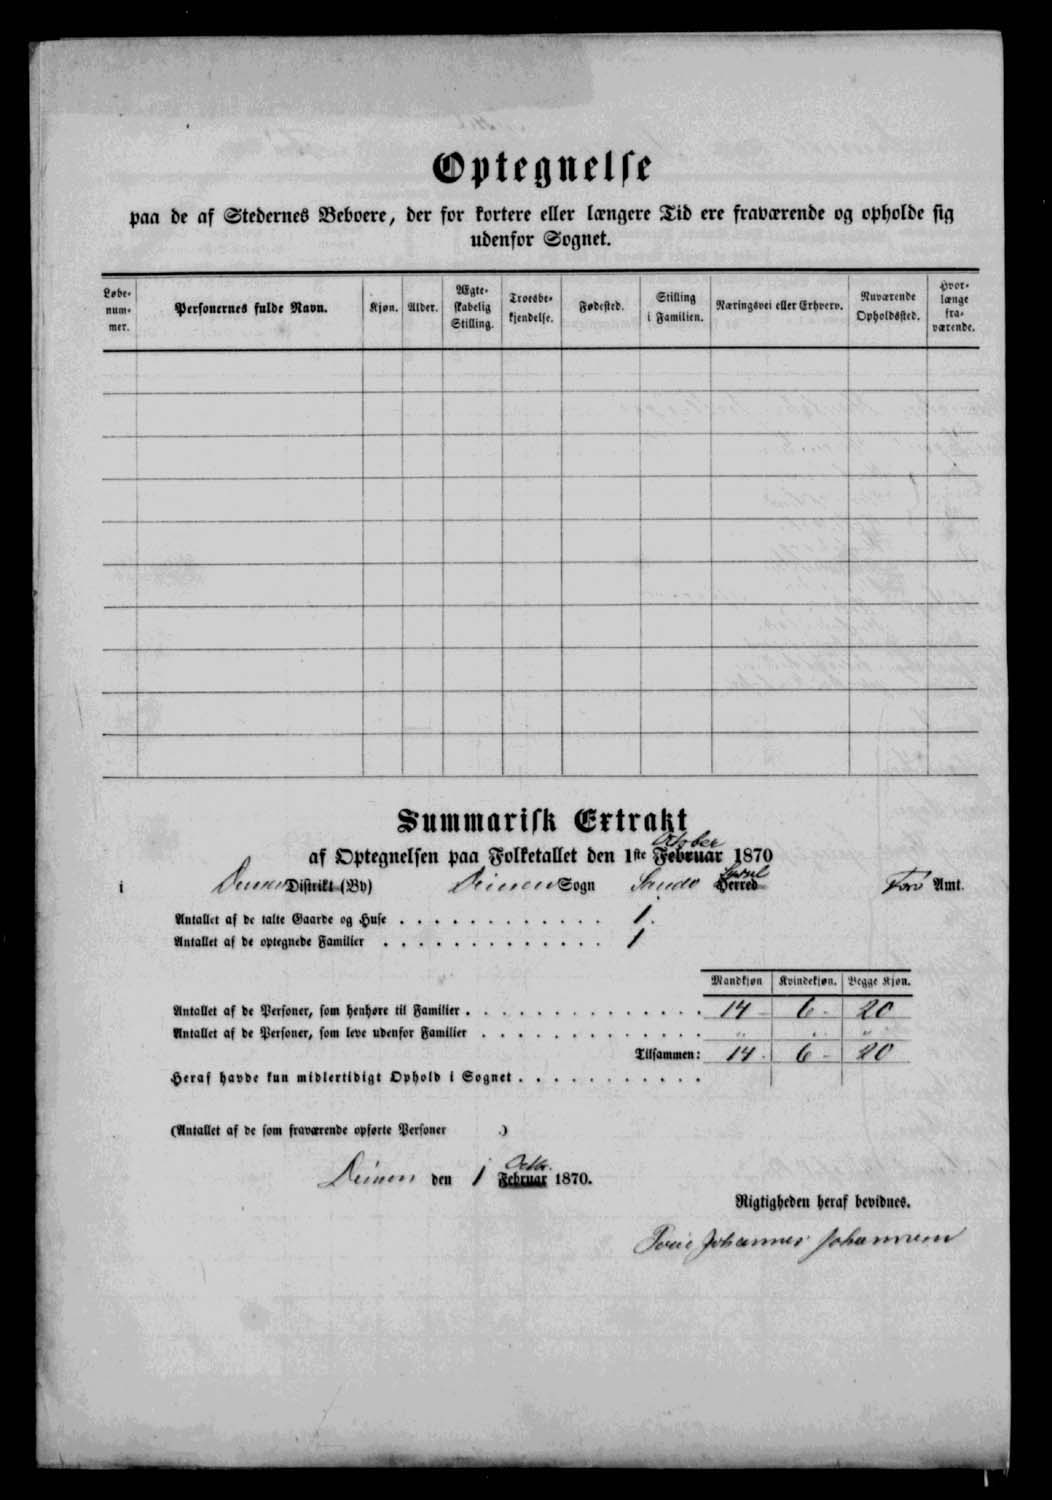 Optegnelse
paa de af Stedernes Beboere, der for kortere eller længere Tid ere fraværende og opholde sig
udenfor Sognet.
Løbe-
num-
mer.
Personernes fulde Navn.
Kjøn.
Alder.
Ægte-
skabelig
Stilling.
Troesbe-
kjendelse.
Fødested.
Stilling
i Familien.
Næringsvei eller Erhverv.
Nuværende
Opholdssted.
Hvor-
længe
fra-
værende.
Summarisk Extrakt
October
af Optegnelsen paa Folketallet den 1ste Februar 1870
i Distrikt (By) Sogn Sandø Syssel Herred Amt.
Antallet af de talte Gaarde og Huse . . . . . . . . . . . . 1.
Antallet af de optegnede Familier . . . . . . . . . . . . . 1
Mandkjøn Kvindekjøn. Begge Kjøn.
Antallet af de Personer, som henhøre til Familier . . . . . . . . . . . . . 14 - 6 - 20
Antallet af de Personer, som leve udenfor Familier . . . . . . . . . . . . . " " "
Tilsammen: 14 - 6 - 20
Heraf havde kun midlertidigt Ophold i Sognet . . . . . . . . . . .
(Antallet af de som fraværende opførte Personer .)
Octbr.
den 1 Februar 1870.
Rigtigheden heraf bevidnes.
Johannes Johannesen